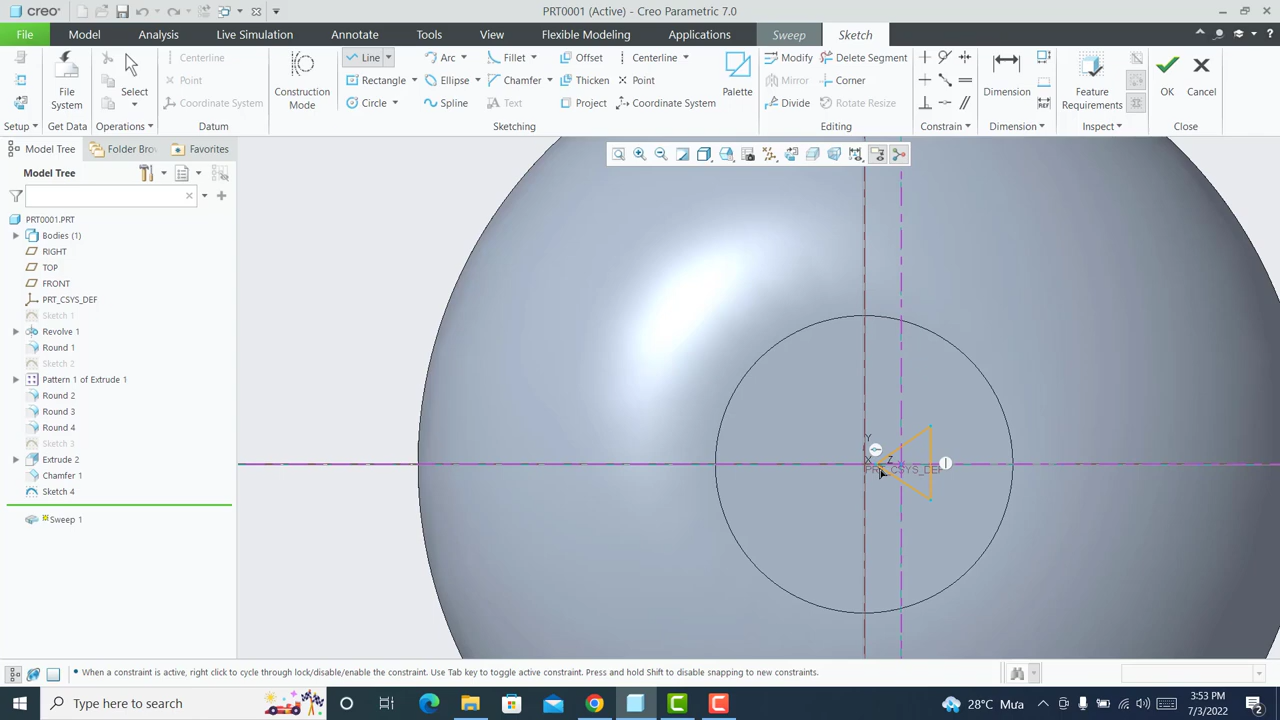 creo
PRT0001 (Active) - Creo Parametric 7.0
File
Model
Analysis
Live Simulation
Annotate
Tools
View
Flexible Modeling
Applications
Sweep
Sketch
File System
Select
Centerline
Point
Coordinate System
Construction Mode
Line
Rectangle
Circle
Arc
Ellipse
Spline
Fillet
Chamfer
Text
Offset
Thicken
Project
Centerline
Point
Coordinate System
Palette
Modify
Mirror
Divide
Delete Segment
Corner
Rotate Resize
Dimension
Feature Requirements
OK
Cancel
Setup
Get Data
Operations
Datum
Sketching
Editing
Constrain
Dimension
Inspect
Close
Model Tree
Folder Bro
Favorites
Model Tree
PRT0001.PRT
Bodies (1)
RIGHT
TOP
FRONT
PRT_CSYS_DEF
Sketch 1
Revolve 1
Round 1
Sketch 2
Pattern 1 of Extrude 1
Round 2
Round 3
Round 4
Sketch 3
Extrude 2
Chamfer 1
Sketch 4
Sweep 1
Y
X
Z
PRT_CSYS_DEF
• When a constraint is active, right click to cycle through lock/disable/enable the constraint. Use Tab key to toggle active constraint. Press and hold Shift to disable snapping to new constraints.
Type here to search
28°C Mưa
3:53 PM
7/3/2022
2